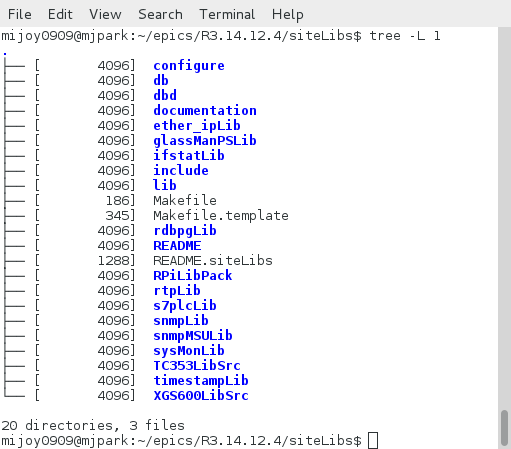 File Edit View Search Terminal Help
mijoy0909@mjpark:~/epics/R3.14.12.4/siteLibs$ tree -L 1
.
├── [       4096]  configure
├── [       4096]  db
├── [       4096]  dbd
├── [       4096]  documentation
├── [       4096]  ether_ipLib
├── [       4096]  glassManPSLib
├── [       4096]  ifstatLib
├── [       4096]  include
├── [       4096]  lib
├── [        186]  Makefile
├── [        345]  Makefile.template
├── [       4096]  rdbpgLib
├── [       4096]  README
├── [       1288]  README.siteLibs
├── [       4096]  RPiLibPack
├── [       4096]  rtpLib
├── [       4096]  s7plcLib
├── [       4096]  snmpLib
├── [       4096]  snmpMSULib
├── [       4096]  sysMonLib
├── [       4096]  TC353LibSrc
├── [       4096]  timestampLib
└── [       4096]  XGS600LibSrc
20 directories, 3 files
mijoy0909@mjpark:~/epics/R3.14.12.4/siteLibs$